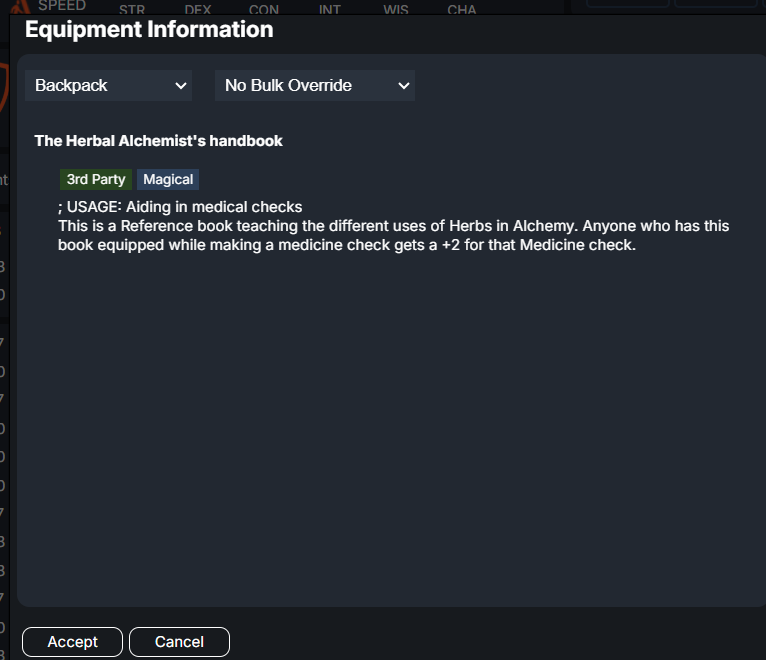 SPEED STR DEX CON INT WIS CHA
Equipment Information
Backpack No Bulk Override
The Herbal Alchemist's handbook
3rd Party Magical
; USAGE: Aiding in medical checks
This is a Reference book teaching the different uses of Herbs in Alchemy. Anyone who has this
book equipped while making a medicine check gets a +2 for that Medicine check.
Accept Cancel